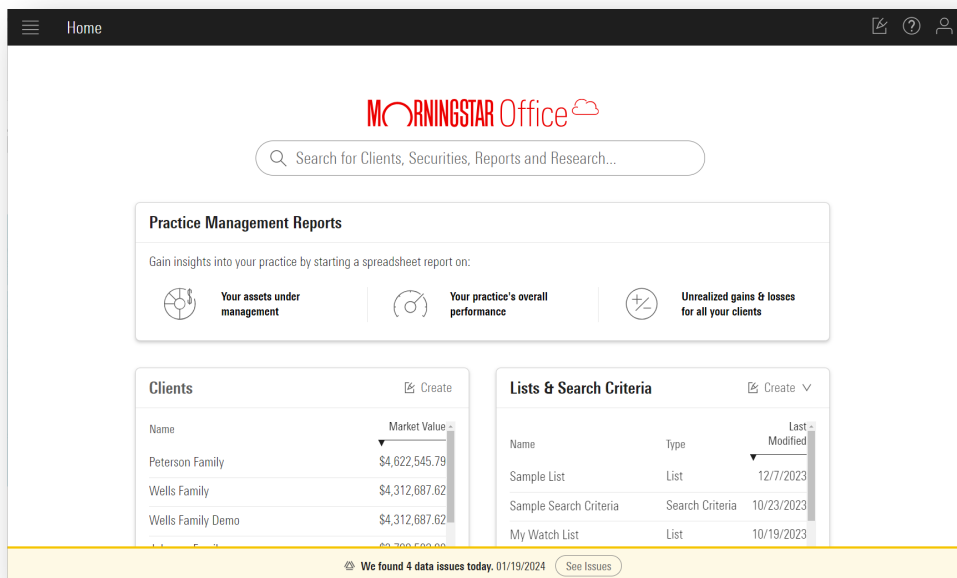 Home
MORNINGSTAR Office
Search for Clients, Securities, Reports and Research...
Practice Management Reports
Gain insights into your practice by starting a spreadsheet report on:
Your assets under
management
Your practice's overall
performance
Unrealized gains & losses
for all your clients
Clients
Create
Name
Market Value
Peterson Family
$4,622,545.79
Wells Family
$4,312,687.62
Wells Family Demo
$4,312,687.62
Lists & Search Criteria
Create
Name
Type
Last
Modified
Sample List
List
12/7/2023
Sample Search Criteria
Search Criteria
10/23/2023
My Watch List
List
10/19/2023
We found 4 data issues today. 01/19/2024
See Issues